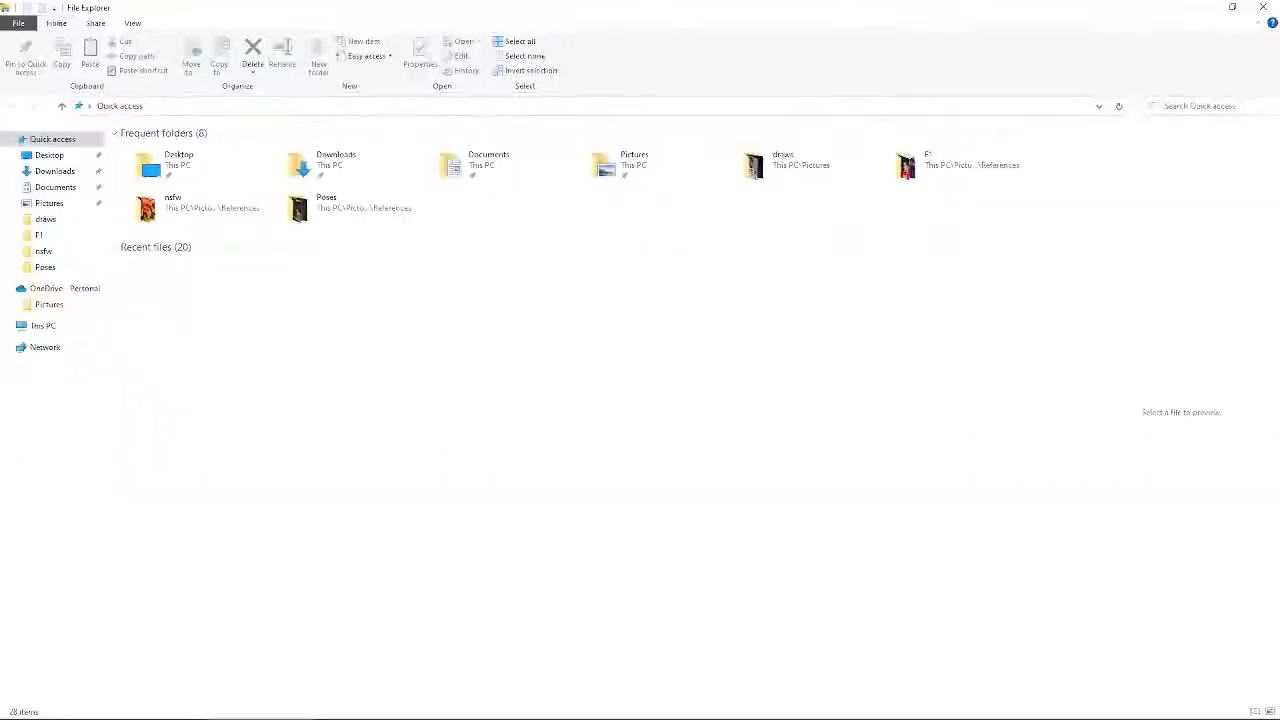 File Explorer
File Home Share View
Cut New item Open Select all
Copy path Easy access Edit Select none
Pin to Quick access Copy Paste Paste shortcut Move to Copy to Delete Rename New folder Properties History Invert selection
Clipboard Organize New Open Select
Quick access Search Quick access
Quick access
Desktop
Downloads
Documents
Pictures
draws
F1
nsfw
Poses
OneDrive - Personal
Pictures
This PC
Network
Frequent folders (8)
Desktop
This PC
Downloads
This PC
Documents
This PC
Pictures
This PC
draws
This PC\Pictures
F1
This PC\Pictu...\References
nsfw
This PC\Pictu...\References
Poses
This PC\Pictu...\References
Recent files (20)
Select a file to preview.
28 items